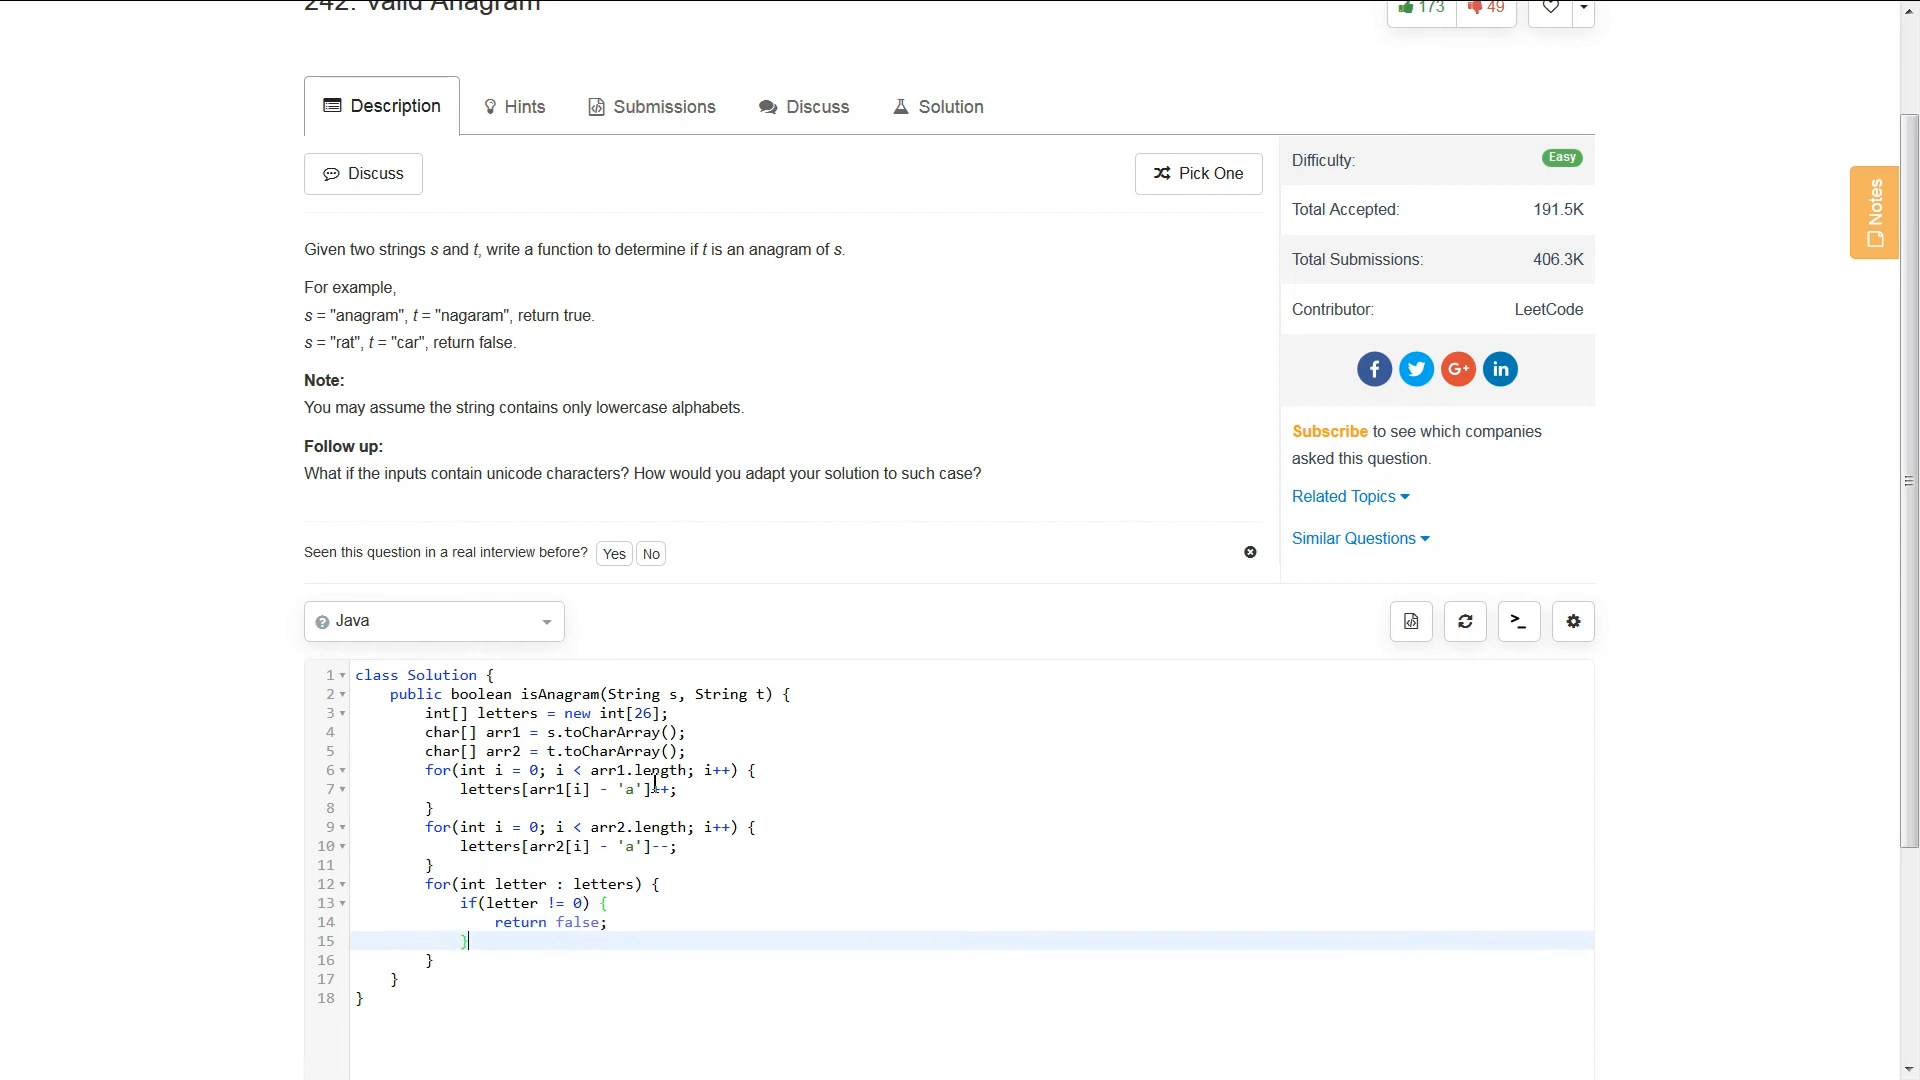 242. Valid Anagram
173
49
Description
Hints
Submissions
Discuss
Solution
Discuss
Pick One
Difficulty:
Easy
Total Accepted:
191.5K
Total Submissions:
406.3K
Contributor:
LeetCode
Notes
Given two strings s and t, write a function to determine if t is an anagram of s.
For example,
s = "anagram", t = "nagaram", return true.
s = "rat", t = "car", return false.
Note:
You may assume the string contains only lowercase alphabets.
Follow up:
What if the inputs contain unicode characters? How would you adapt your solution to such case?
G+
in
Subscribe to see which companies
asked this question.
Related Topics
Similar Questions
Seen this question in a real interview before? Yes No
Java
1 class Solution {
2 public boolean isAnagram(String s, String t) {
3 int[] letters = new int[26];
4 char[] arr1 = s.toCharArray();
5 char[] arr2 = t.toCharArray();
6 for(int i = 0; i < arr1.length; i++) {
7 letters[arr1[i] - 'a']++;
8 }
9 for(int i = 0; i < arr2.length; i++) {
10 letters[arr2[i] - 'a']--;
11 }
12 for(int letter : letters) {
13 if(letter != 0) {
14 return false;
15 }
16 }
17 }
18 }